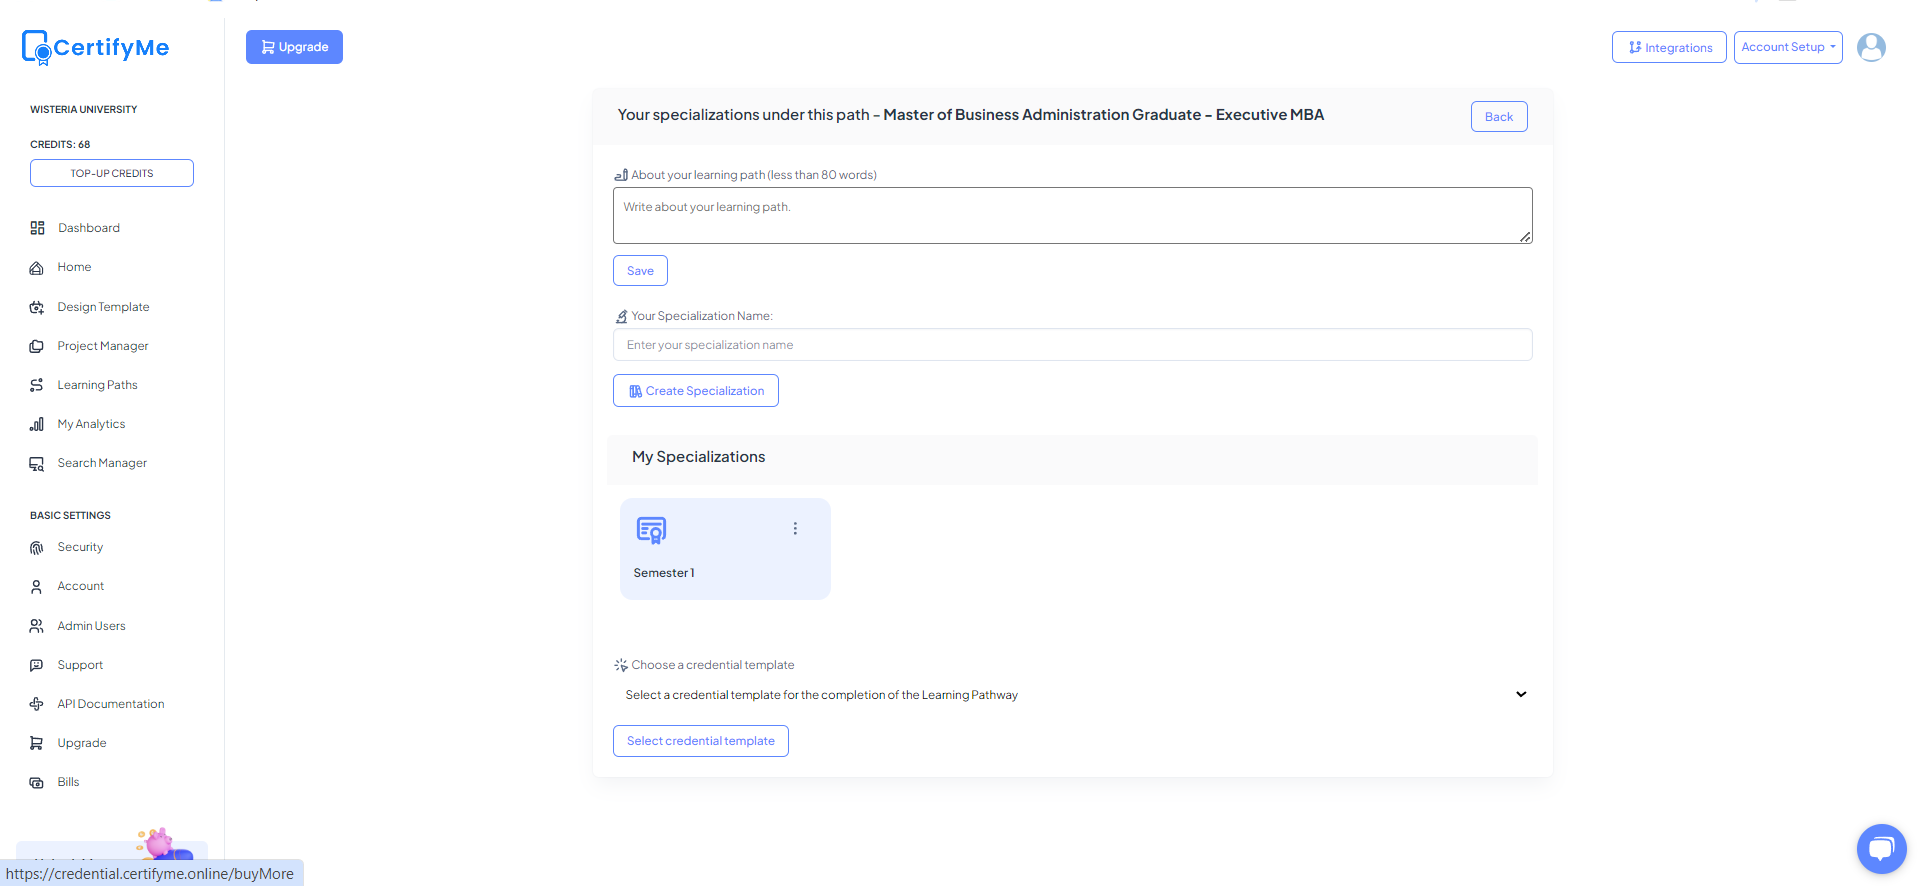 CertifyMe
Upgrade
Integrations
Account Setup
WISTERIA UNIVERSITY
CREDITS: 68
TOP-UP CREDITS
Dashboard
Home
Design Template
Project Manager
Learning Paths
My Analytics
Search Manager
BASIC SETTINGS
Security
Account
Admin Users
Support
API Documentation
Upgrade
Bills
https://credential.certifyme.online/buyMore
Your specializations under this path - Master of Business Administration Graduate - Executive MBA
Back
About your learning path (less than 80 words)
Write about your learning path.
Save
Your Specialization Name:
Enter your specialization name
Create Specialization
My Specializations
Semester 1
Choose a credential template
Select a credential template for the completion of the Learning Pathway
Select credential template